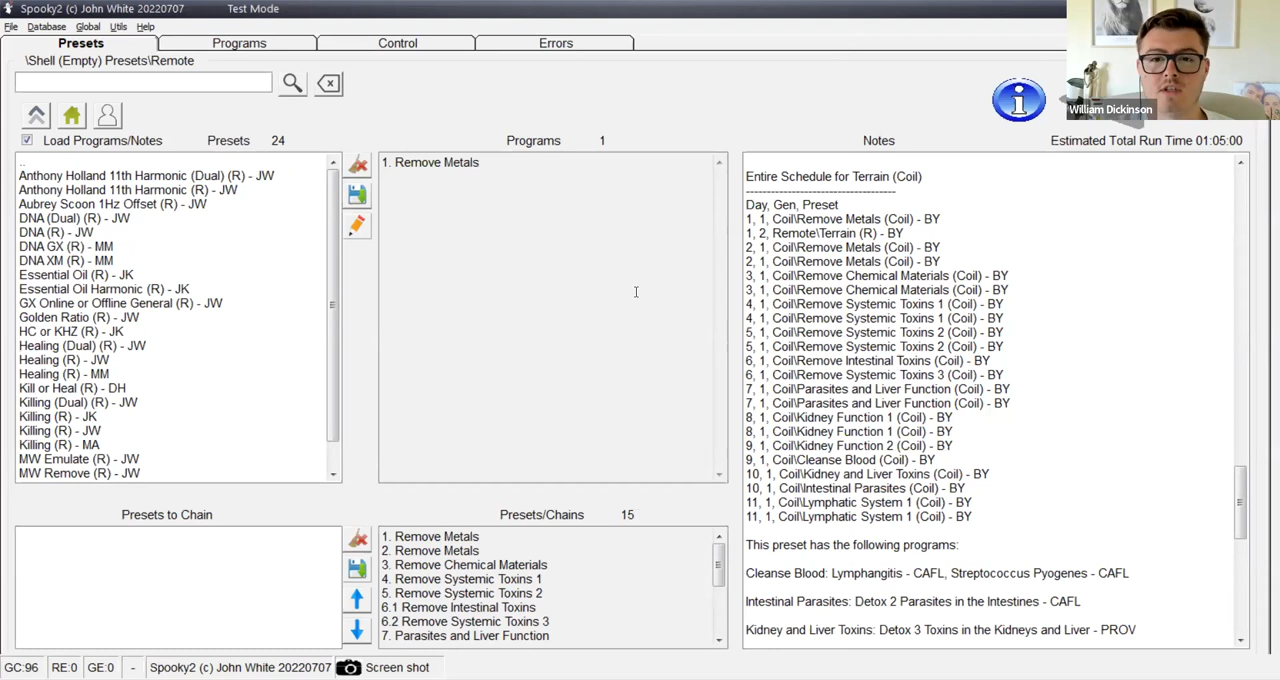 Spooky2 (c) John White 20220707 Test Mode
File Database Global Utils Help
Presets Programs Control Errors
\Shell (Empty) Presets\Remote
William Dickinson
Load Programs/Notes Presets 24 Programs 1 Notes Estimated Total Run Time 01:05:00
..
Anthony Holland 11th Harmonic (Dual) (R) - JW
Anthony Holland 11th Harmonic (R) - JW
Aubrey Scoon 1Hz Offset (R) - JW
DNA (Dual) (R) - JW
DNA (R) - JW
DNA GX (R) - MM
DNA XM (R) - MM
Essential Oil (R) - JK
Essential Oil Harmonic (R) - JK
GX Online or Offline General (R) - JW
Golden Ratio (R) - JW
HC or KHZ (R) - JK
Healing (Dual) (R) - JW
Healing (R) - JW
Healing (R) - MM
Kill or Heal (R) - DH
Killing (Dual) (R) - JW
Killing (R) - JK
Killing (R) - JW
Killing (R) - MA
MW Emulate (R) - JW
MW Remove (R) - JW
1. Remove Metals
Entire Schedule for Terrain (Coil)
-------------------------------------
Day, Gen, Preset
1, 1, Coil\Remove Metals (Coil) - BY
1, 2, Remote\Terrain (R) - BY
2, 1, Coil\Remove Metals (Coil) - BY
2, 1, Coil\Remove Metals (Coil) - BY
3, 1, Coil\Remove Chemical Materials (Coil) - BY
3, 1, Coil\Remove Chemical Materials (Coil) - BY
4, 1, Coil\Remove Systemic Toxins 1 (Coil) - BY
4, 1, Coil\Remove Systemic Toxins 1 (Coil) - BY
5, 1, Coil\Remove Systemic Toxins 2 (Coil) - BY
5, 1, Coil\Remove Systemic Toxins 2 (Coil) - BY
6, 1, Coil\Remove Intestinal Toxins (Coil) - BY
6, 1, Coil\Remove Systemic Toxins 3 (Coil) - BY
7, 1, Coil\Parasites and Liver Function (Coil) - BY
7, 1, Coil\Parasites and Liver Function (Coil) - BY
8, 1, Coil\Kidney Function 1 (Coil) - BY
8, 1, Coil\Kidney Function 1 (Coil) - BY
9, 1, Coil\Kidney Function 2 (Coil) - BY
9, 1, Coil\Cleanse Blood (Coil) - BY
10, 1, Coil\Kidney and Liver Toxins (Coil) - BY
10, 1, Coil\Intestinal Parasites (Coil) - BY
11, 1, Coil\Lymphatic System 1 (Coil) - BY
11, 1, Coil\Lymphatic System 1 (Coil) - BY
This preset has the following programs:
Cleanse Blood: Lymphangitis - CAFL, Streptococcus Pyogenes - CAFL
Intestinal Parasites: Detox 2 Parasites in the Intestines - CAFL
Kidney and Liver Toxins: Detox 3 Toxins in the Kidneys and Liver - PROV
Presets to Chain Presets/Chains 15
1. Remove Metals
2. Remove Metals
3. Remove Chemical Materials
4. Remove Systemic Toxins 1
5. Remove Systemic Toxins 2
6.1 Remove Intestinal Toxins
6.2 Remove Systemic Toxins 3
7. Parasites and Liver Function
GC:96 RE:0 GE:0 - Spooky2 (c) John White 20220707 Screen shot